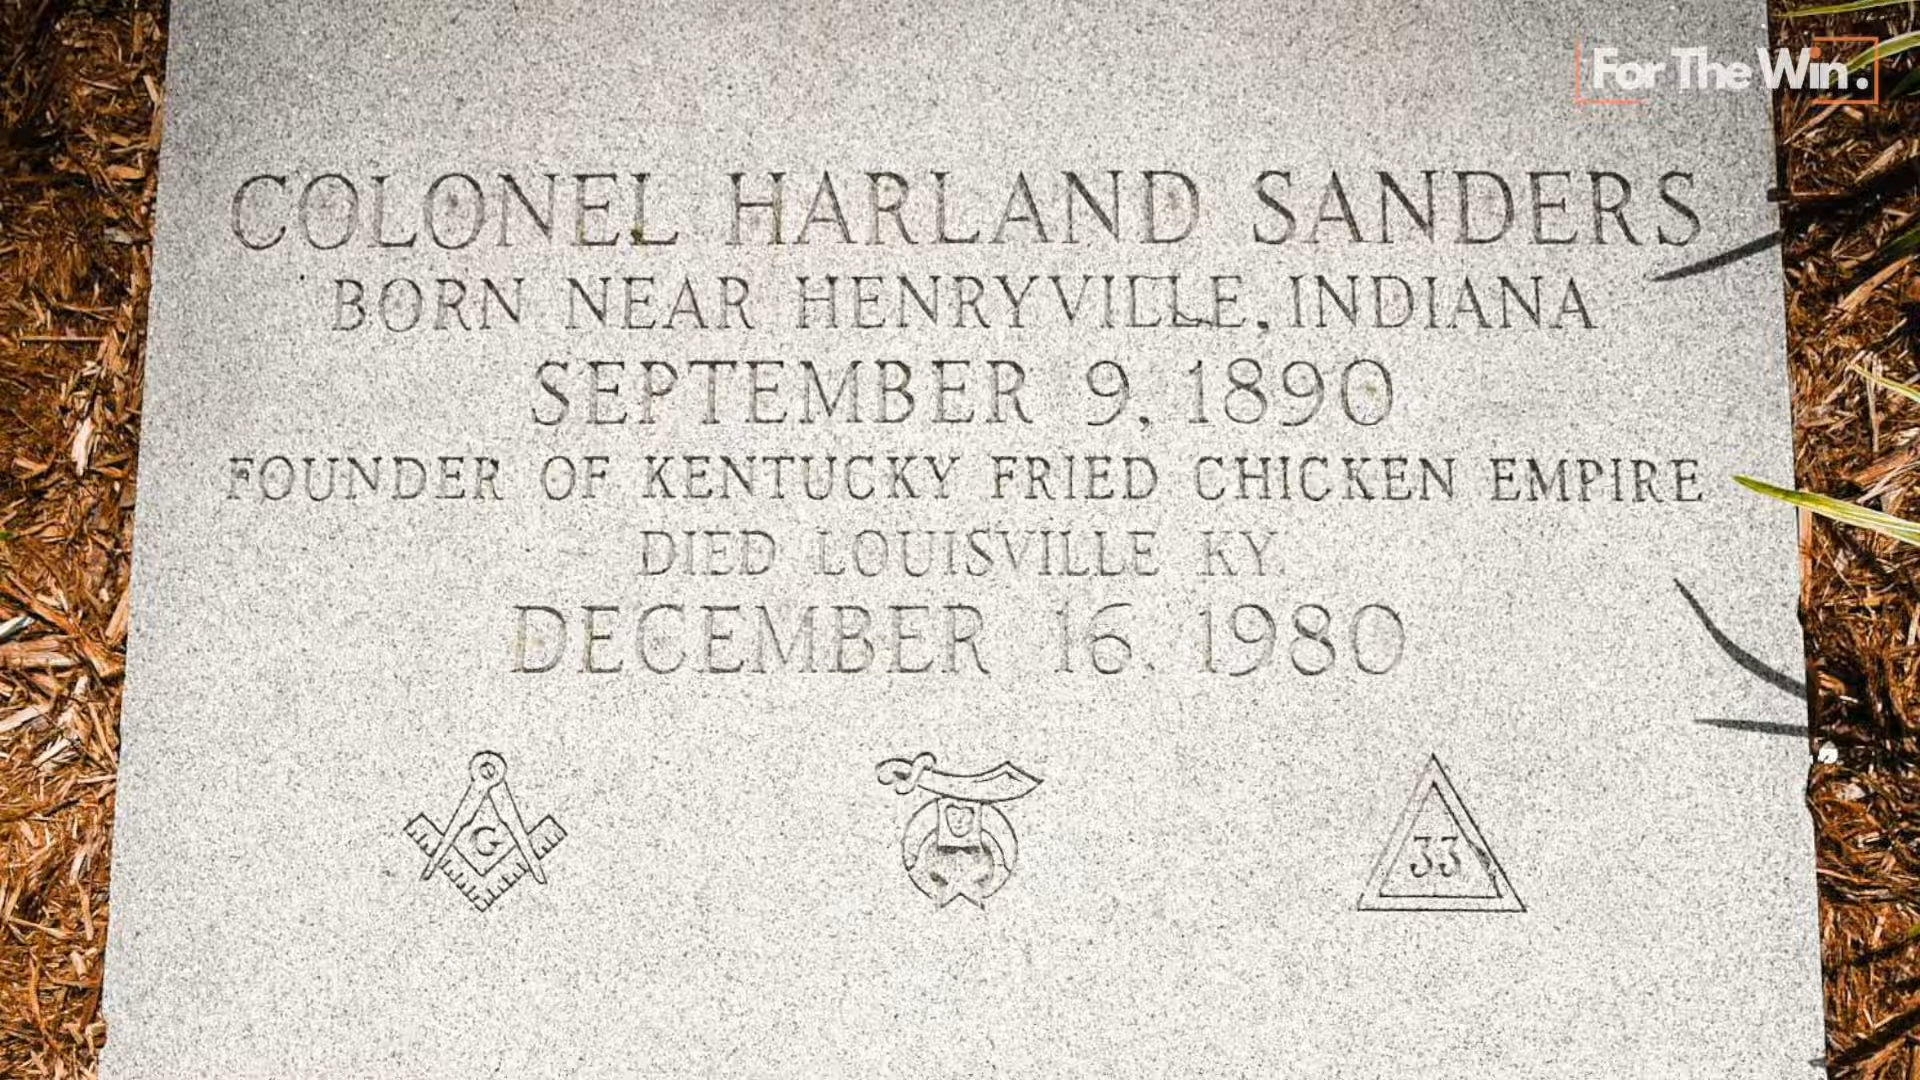 For The Win.
COLONEL HARLAND SANDERS
BORN NEAR HENRYVILLE, INDIANA
SEPTEMBER 9, 1890
FOUNDER OF KENTUCKY FRIED CHICKEN EMPIRE
DIED LOUISVILLE KY.
DECEMBER 16, 1980
G
33